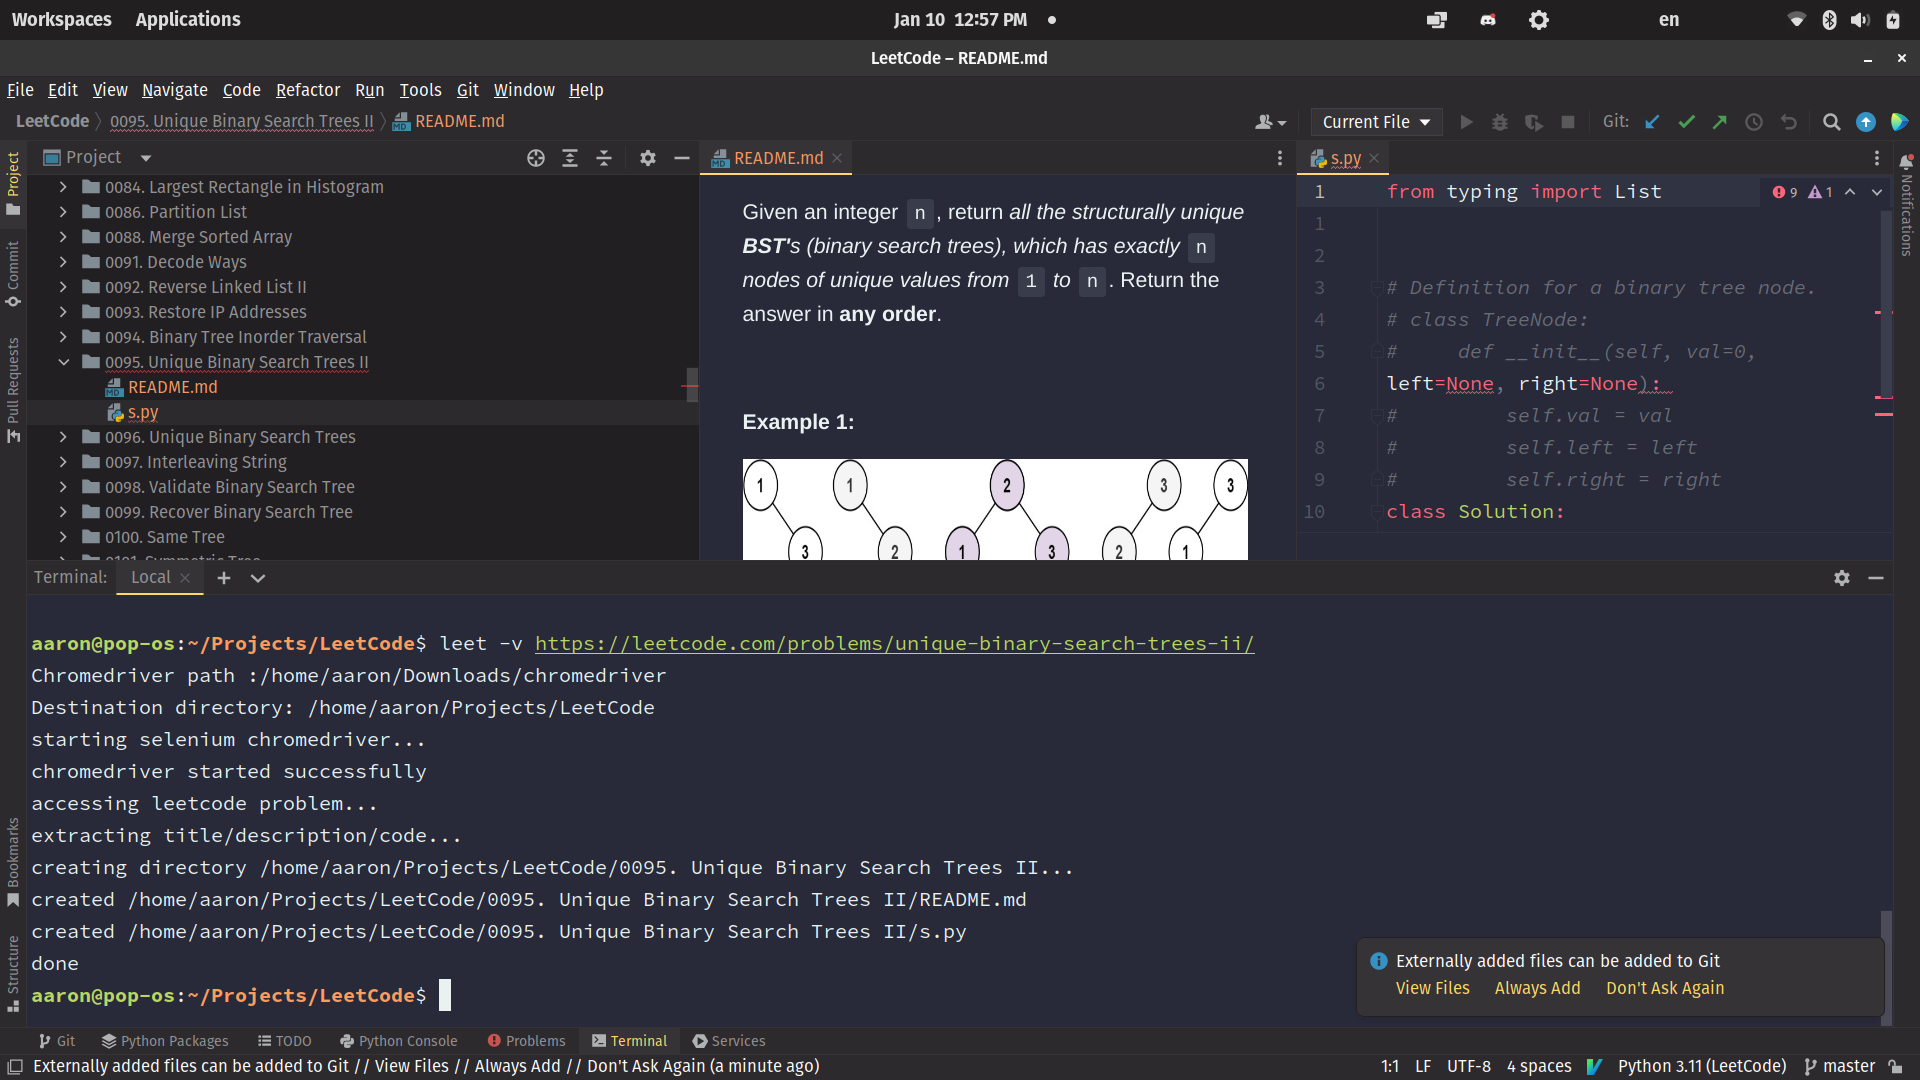 Workspaces Applications Jan 10 12:57 PM en
LeetCode – README.md
File Edit View Navigate Code Refactor Run Tools Git Window Help
LeetCode 0095. Unique Binary Search Trees II README.md Current File Git:
Project
0084. Largest Rectangle in Histogram
0086. Partition List
0088. Merge Sorted Array
0091. Decode Ways
0092. Reverse Linked List II
0093. Restore IP Addresses
0094. Binary Tree Inorder Traversal
0095. Unique Binary Search Trees II
README.md
s.py
0096. Unique Binary Search Trees
0097. Interleaving String
0098. Validate Binary Search Tree
0099. Recover Binary Search Tree
0100. Same Tree
0101. Symmetric Tree
Project
Commit
Pull Requests
Bookmarks
Structure
README.md
Given an integer n, return all the structurally unique
BST's (binary search trees), which has exactly n
nodes of unique values from 1 to n. Return the
answer in any order.
Example 1:
1 1 2 3 3
3 2 1 3 2 1
s.py
9 1
1 from typing import List
1
2
3 # Definition for a binary tree node.
4 # class TreeNode:
5 #     def __init__(self, val=0,
6 left=None, right=None):
7 #         self.val = val
8 #         self.left = left
9 #         self.right = right
10 class Solution:
Notifications
Terminal: Local
aaron@pop-os:~/Projects/LeetCode$ leet -v https://leetcode.com/problems/unique-binary-search-trees-ii/
Chromedriver path :/home/aaron/Downloads/chromedriver
Destination directory: /home/aaron/Projects/LeetCode
starting selenium chromedriver...
chromedriver started successfully
accessing leetcode problem...
extracting title/description/code...
creating directory /home/aaron/Projects/LeetCode/0095. Unique Binary Search Trees II...
created /home/aaron/Projects/LeetCode/0095. Unique Binary Search Trees II/README.md
created /home/aaron/Projects/LeetCode/0095. Unique Binary Search Trees II/s.py
done
aaron@pop-os:~/Projects/LeetCode$
Externally added files can be added to Git
View Files Always Add Don't Ask Again
Git Python Packages TODO Python Console Problems Terminal Services
Externally added files can be added to Git // View Files // Always Add // Don't Ask Again (a minute ago) 1:1 LF UTF-8 4 spaces Python 3.11 (LeetCode) master